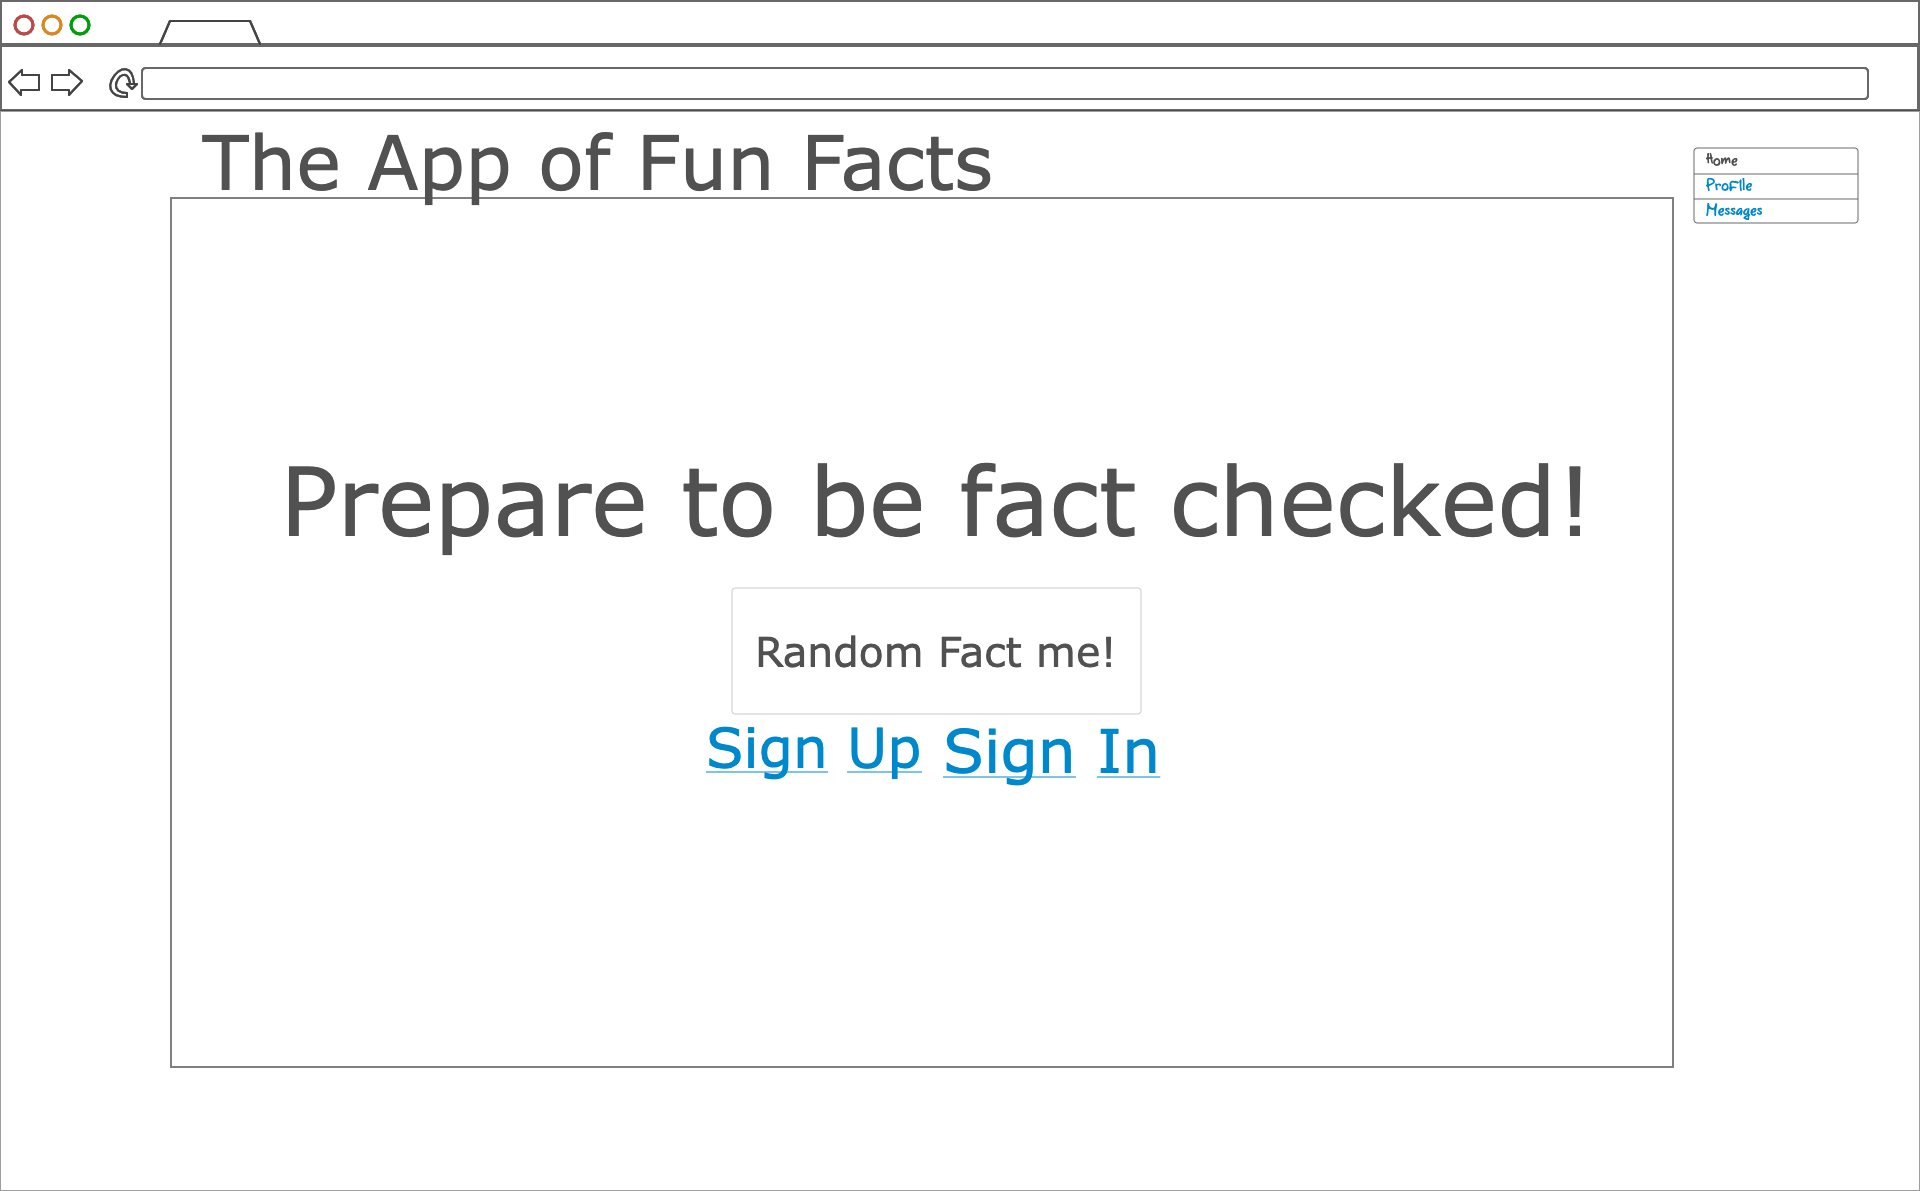 The App of Fun Facts
Home
Profile
Messages
Prepare to be fact checked!
Random Fact me!
Sign Up Sign In